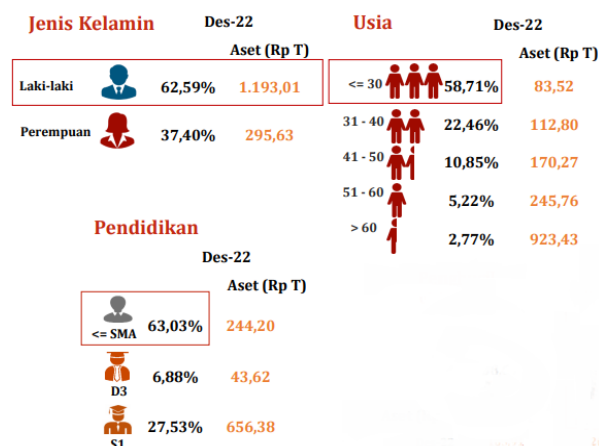 Jenis Kelamin Des-22
Aset (Rp T)
Laki-laki 62,59% 1.193,01
Perempuan 37,40% 295,63
Usia Des-22
Aset (Rp T)
<= 30 58,71% 83,52
31 - 40 22,46% 112,80
41 - 50 10,85% 170,27
51 - 60 5,22% 245,76
> 60 2,77% 923,43
Pendidikan
Des-22
Aset (Rp T)
<= SMA 63,03% 244,20
D3 6,88% 43,62
S1 27,53% 656,38